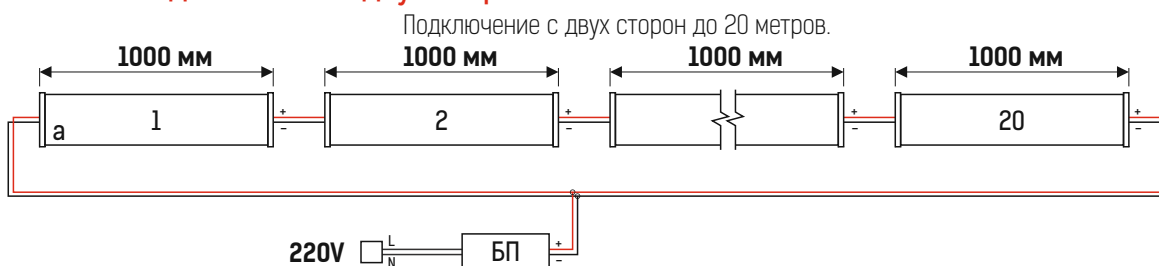 Подключение с двух сторон до 20 метров.
1000 мм 1000 мм 1000 мм 1000 мм
a 1 + − 2 + − + − 20 + −
220V L N БП + −